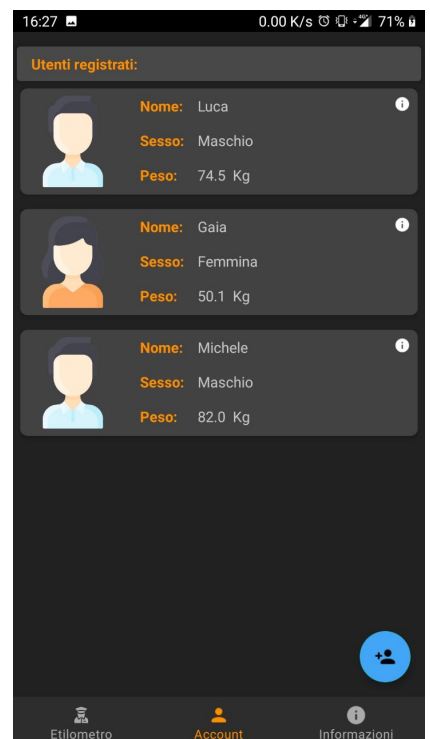 16:27 0.00 K/s 4G 71%
Utenti registrati:
Nome: Luca
Sesso: Maschio
Peso: 74.5 Kg
Nome: Gaia
Sesso: Femmina
Peso: 50.1 Kg
Nome: Michele
Sesso: Maschio
Peso: 82.0 Kg
Etilometro Account Informazioni